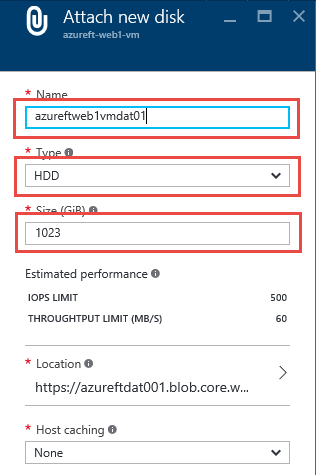 Attach new disk
azureft-web1-vm
* Name
azureftweb1vmdat01
* Type
HDD
* Size (GiB)
1023
Estimated performance
IOPS LIMIT 500
THROUGHTPUT LIMIT (MB/S) 60
* Location
https://azureftdat001.blob.core.w...
* Host caching
None